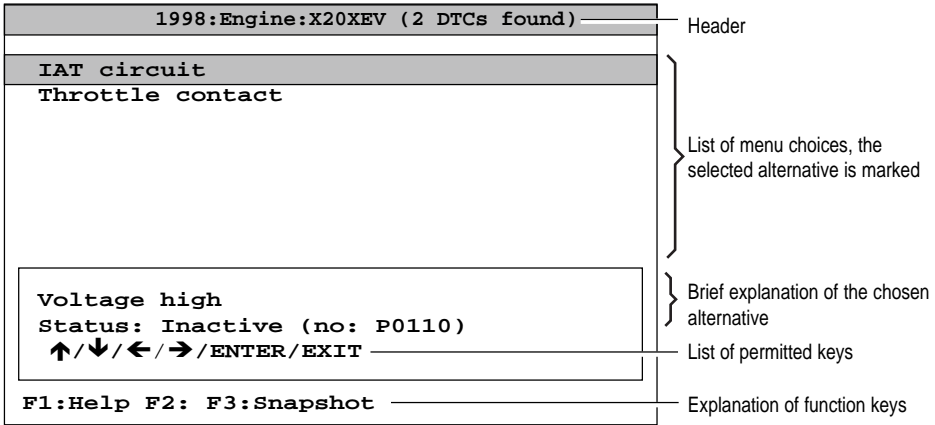 1998:Engine:X20XEV (2 DTCs found)
Header
IAT circuit
Throttle contact
List of menu choices, the
selected alternative is marked
Voltage high
Status: Inactive (no: P0110)
Brief explanation of the chosen
alternative
↑/↓/←/→/ENTER/EXIT
List of permitted keys
F1:Help F2: F3:Snapshot
Explanation of function keys